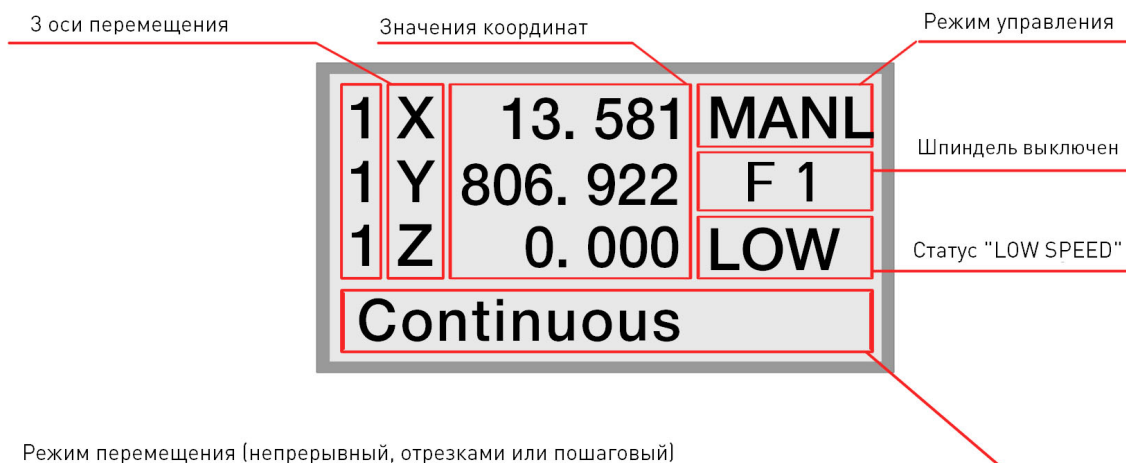 3 оси перемещения
Значения координат
Режим управления
1 X 13. 581 MANL
Шпиндель выключен
1 Y 806. 922 F 1
1 Z 0. 000 LOW
Статус "LOW SPEED"
Continuous
Режим перемещения (непрерывный, отрезками или пошаговый)